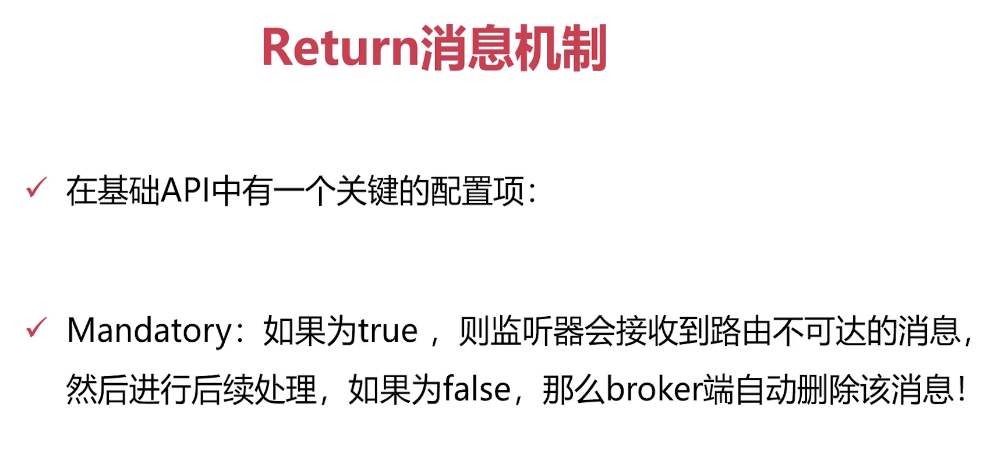 Return消息机制
✓ 在基础API中有一个关键的配置项：
✓ Mandatory：如果为true ，则监听器会接收到路由不可达的消息，
然后进行后续处理，如果为false，那么broker端自动删除该消息！